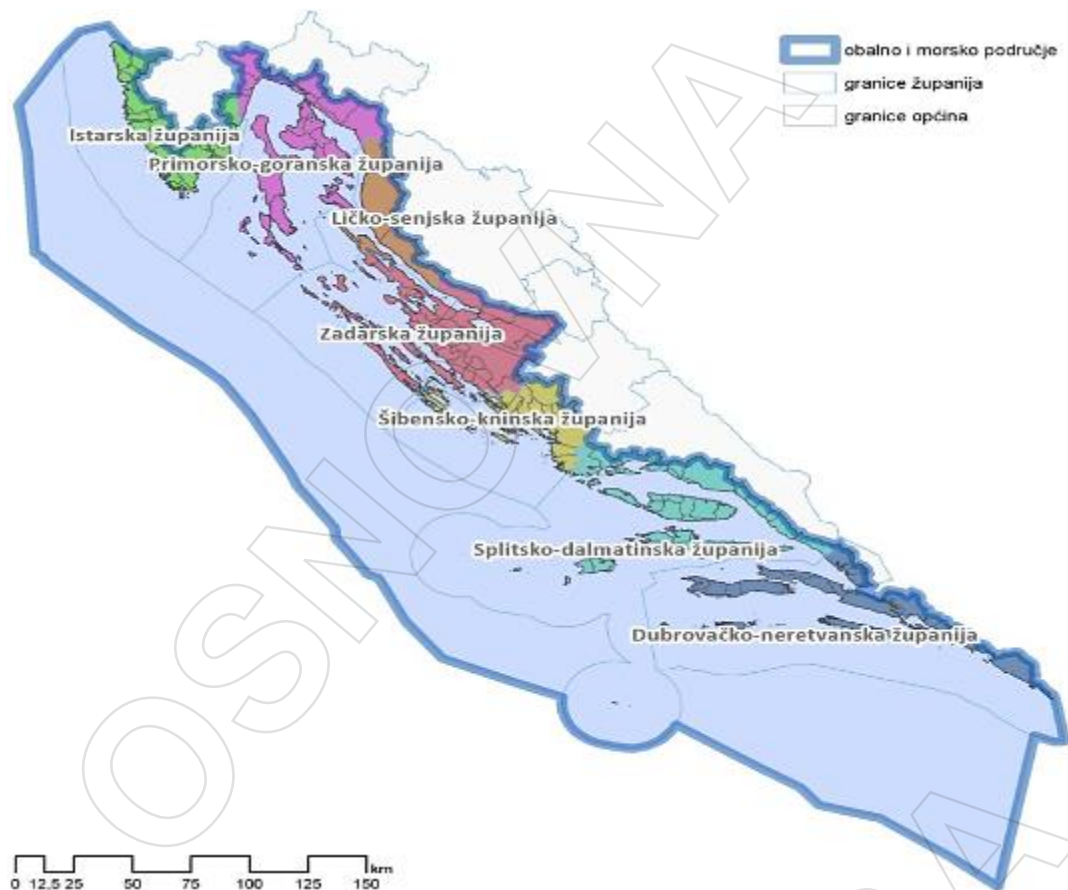 obalno i morsko područje
granice županija
granice općina
Istarska županija
Primorsko-goranska županija
Ličko-senjska županija
Zadarska županija
Šibensko-kninska županija
Splitsko-dalmatinska županija
Dubrovačko-neretvanska županija
OSMOVNA
A
km
0 12,5 25 50 75 100 125 150